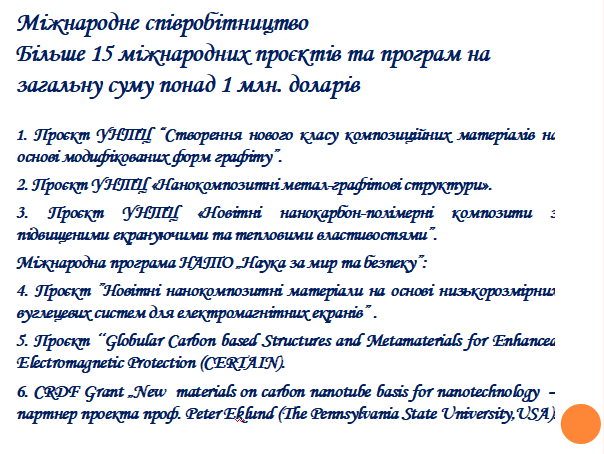 Міжнародне співробітництво
Більше 15 міжнародних проєктів та програм на
загальну суму понад 1 млн. доларів
1. Проєкт УНТЦ “Створення нового класу композиційних матеріалів на
основі модифікованих форм графіту”.
2. Проєкт УНТЦ «Нанокомпозитні метал-графітові структури».
3. Проєкт УНТЦ «Новітні нанокарбон-полімерні композити з
підвищеними екрануючими та тепловими властивостями”.
Міжнародна програма НАТО „Наука за мир та безпеку”:
4. Проєкт ”Новітні нанокомпозитні матеріали на основі низькорозмірних
вуглецевих систем для електромагнітних екранів” .
5. Проєкт ‘‘Globular Carbon based Structures and Metamaterials for Enhanced
Electromagnetic Protection (CERTAIN).
6. CRDF Grant „New materials on carbon nanotube basis for nanotechnology –
партнер проекта проф. Peter Eklund (The Pennsylvania State University,USA).